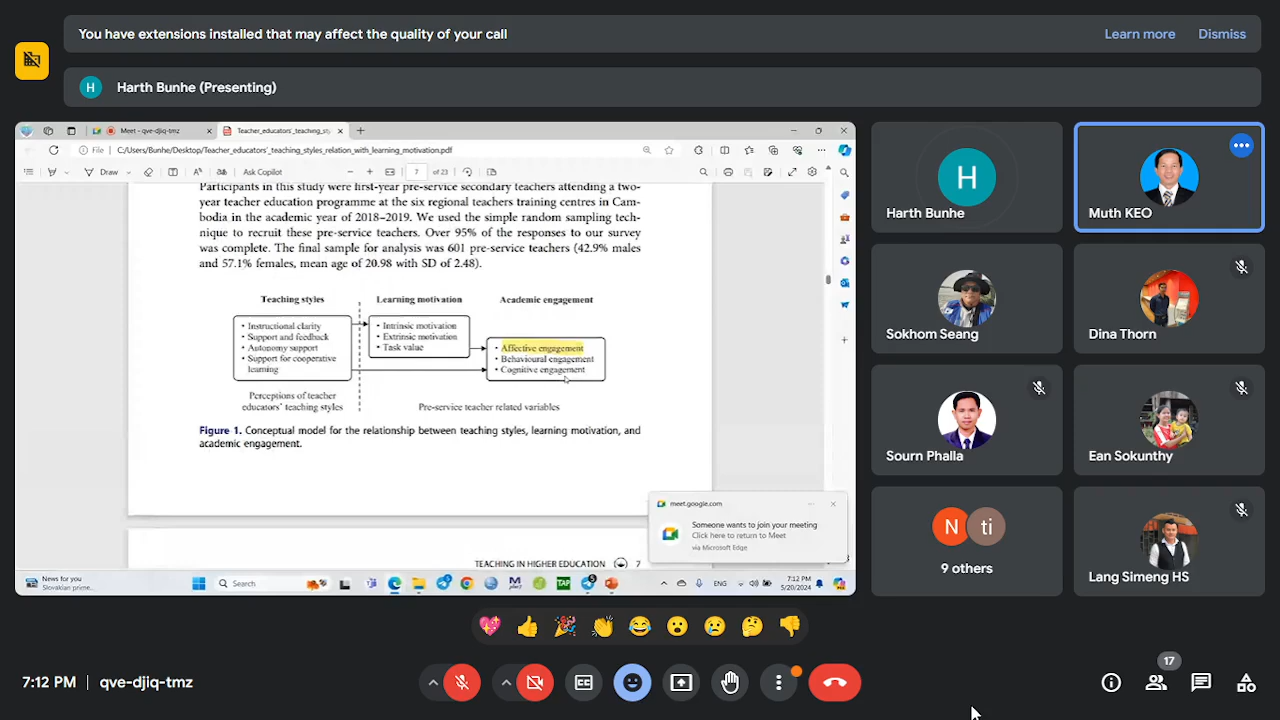 You have extensions installed that may affect the quality of your call
Learn more
Dismiss
H
Harth Bunhe (Presenting)
Meet - qve-djiq-tmz
Teacher_educators'_teaching_sty
File
C:/Users/Bunhe/Desktop/Teacher_educators'_teaching_styles_relation_with_learning_motivation.pdf
Draw
Ask Copilot
7
of 23
Participants in this study were first-year pre-service secondary teachers attending a two-
year teacher education programme at the six regional teachers training centres in Cam-
bodia in the academic year of 2018–2019. We used the simple random sampling tech-
nique to recruit these pre-service teachers. Over 95% of the responses to our survey
was complete. The final sample for analysis was 601 pre-service teachers (42.9% males
and 57.1% females, mean age of 20.98 with SD of 2.48).
Teaching styles
• Instructional clarity
• Support and feedback
• Autonomy support
• Support for cooperative
learning
Perceptions of teacher
educators' teaching styles
Learning motivation
• Intrinsic motivation
• Extrinsic motivation
• Task value
Academic engagement
• Affective engagement
• Behavioural engagement
• Cognitive engagement
Pre-service teacher related variables
Figure 1. Conceptual model for the relationship between teaching styles, learning motivation, and
academic engagement.
TEACHING IN HIGHER EDUCATION
7
meet.google.com
Someone wants to join your meeting
Click here to return to Meet
via Microsoft Edge
News for you
Slovakian prime...
Search
TAP
ENG
7:12 PM
5/20/2024
H
Harth Bunhe
Muth KEO
Sokhom Seang
Dina Thorn
Sourn Phalla
Ean Sokunthy
N
ti
9 others
Lang Simeng HS
7:12 PM
qve-djiq-tmz
17